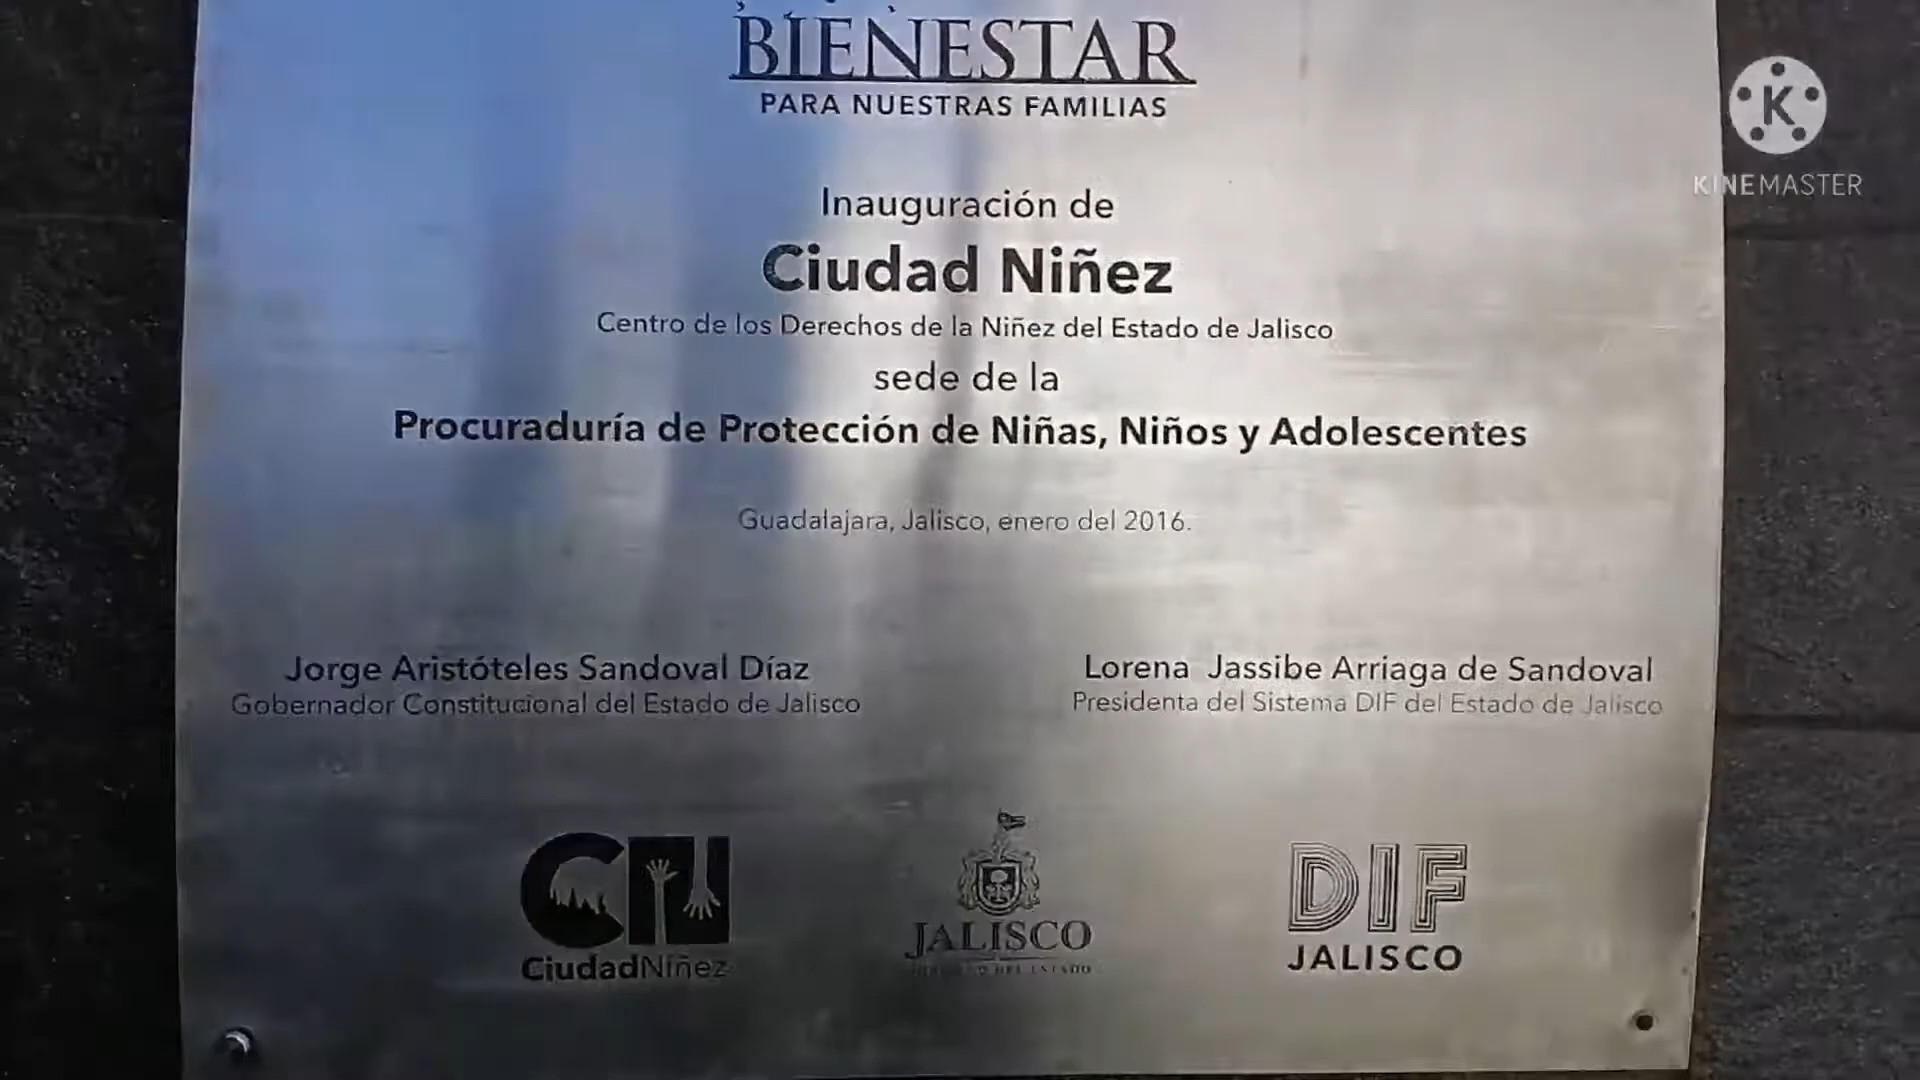 BIENESTAR
PARA NUESTRAS FAMILIAS
KINEMASTER
Inauguración de
Ciudad Niñez
Centro de los Derechos de la Niñez del Estado de Jalisco
sede de la
Procuraduría de Protección de Niñas, Niños y Adolescentes
Guadalajara, Jalisco, enero del 2016.
Jorge Aristóteles Sandoval Díaz
Gobernador Constitucional del Estado de Jalisco
Lorena Jassibe Arriaga de Sandoval
Presidenta del Sistema DIF del Estado de Jalisco
CN
CiudadNiñez
JALISCO
DEL ESTADO
DIF
JALISCO